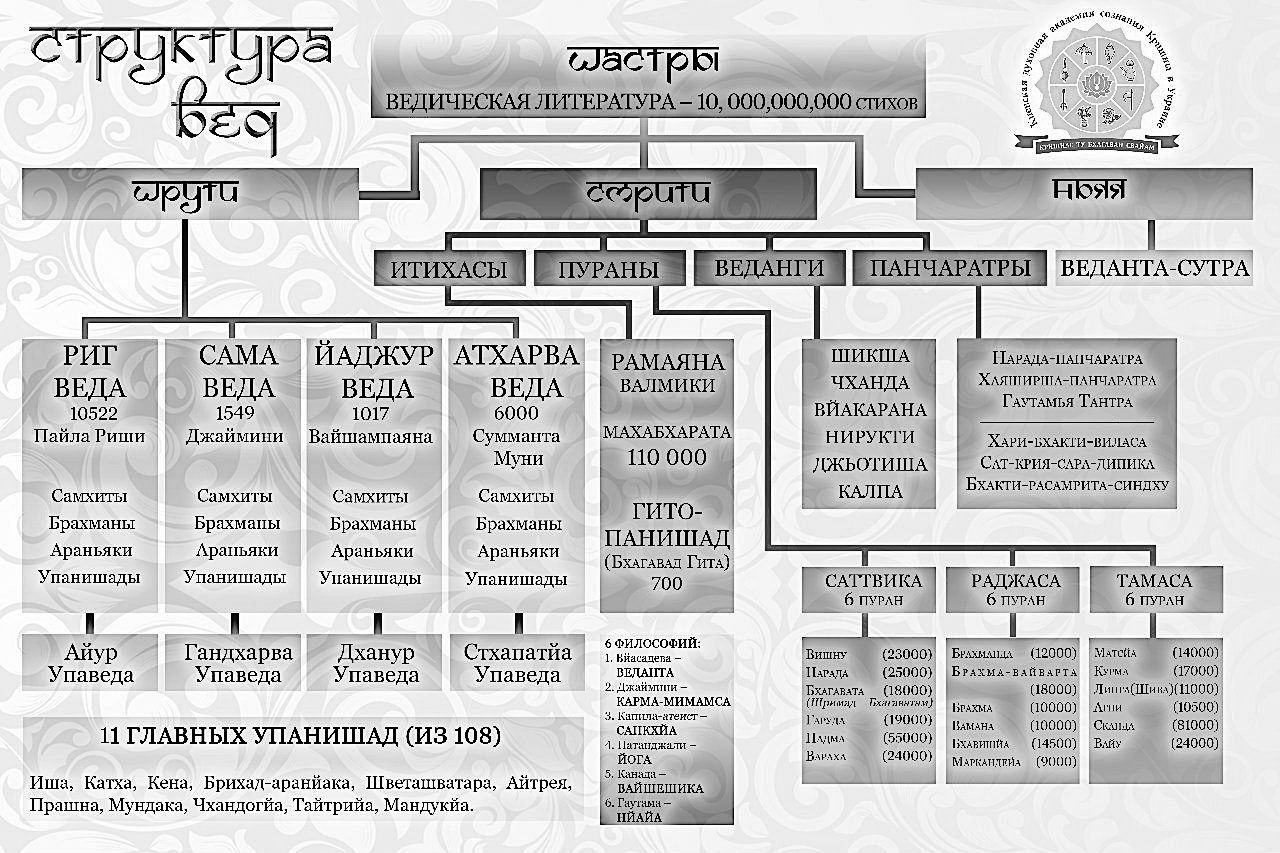 структура
вед
шастры
ВЕДИЧЕСКАЯ ЛИТЕРАТУРА – 10, 000,000,000 СТИХОВ
Киевская духовная академия сознания Кришны в Украине
КРИШНАС ТУ БХАГАВАН СВАЙАМ
шрути
смрити
ньяя
ИТИХАСЫ
ПУРАНЫ
ВЕДАНГИ
ПАНЧАРАТРЫ
ВЕДАНТА-СУТРА
РИГ
ВЕДА
10522
Пайла Риши
Самхиты
Брахманы
Араньяки
Упанишады
САМА
ВЕДА
1549
Джаймини
Самхиты
Брахманы
Араньяки
Упанишады
ЙАДЖУР
ВЕДА
1017
Вайшампаяна
Самхиты
Брахманы
Араньяки
Упанишады
АТХАРВА
ВЕДА
6000
Сумманта
Муни
Самхиты
Брахманы
Араньяки
Упанишады
Айур
Упаведа
Гандхарва
Упаведа
Дханур
Упаведа
Стхапатйа
Упаведа
11 ГЛАВНЫХ УПАНИШАД (ИЗ 108)
Иша, Катха, Кена, Брихад-аранйака, Шветашватара, Айтрея,
Прашна, Мундака, Чхандогйа, Тайтрийа, Мандукйа.
РАМАЯНА
ВАЛМИКИ
МАХАБХАРАТА
110 000
ГИТО-
ПАНИШАД
(Бхагавад Гита)
700
6 ФИЛОСОФИЙ:
1. Вйасадева –
ВЕДАНТА
2. Джаймини –
КАРМА-МИМАМСА
3. Капила-атеист –
САНКХЙА
4. Патанджали –
ЙОГА
5. Канада –
ВАЙШЕШИКА
6. Гаутама –
НЙАЙА
ШИКША
ЧХАНДА
ВЙАКАРАНА
НИРУКТИ
ДЖЬОТИША
КАЛПА
Нарада-панчаратра
Хаяширша-панчаратра
Гаутамья Тантра
Хари-бхакти-виласа
Сат-крия-сара-дипика
Бхакти-расамрита-синдху
САТТВИКА
6 ПУРАН
Вишну (23000)
Нарада (25000)
Бхагавата (18000)
(Шримад Бхагаватам)
Гаруда (19000)
Падма (55000)
Вараха (24000)
РАДЖАСА
6 ПУРАН
Брахманда (12000)
Брахма-вайварта
(18000)
Брахма (10000)
Вамана (10000)
Бхавишйа (14500)
Маркандейа (9000)
ТАМАСА
6 ПУРАН
Матсйа (14000)
Курма (17000)
Линга(Шива)(11000)
Агни (10500)
Сканда (81000)
Вайу (24000)